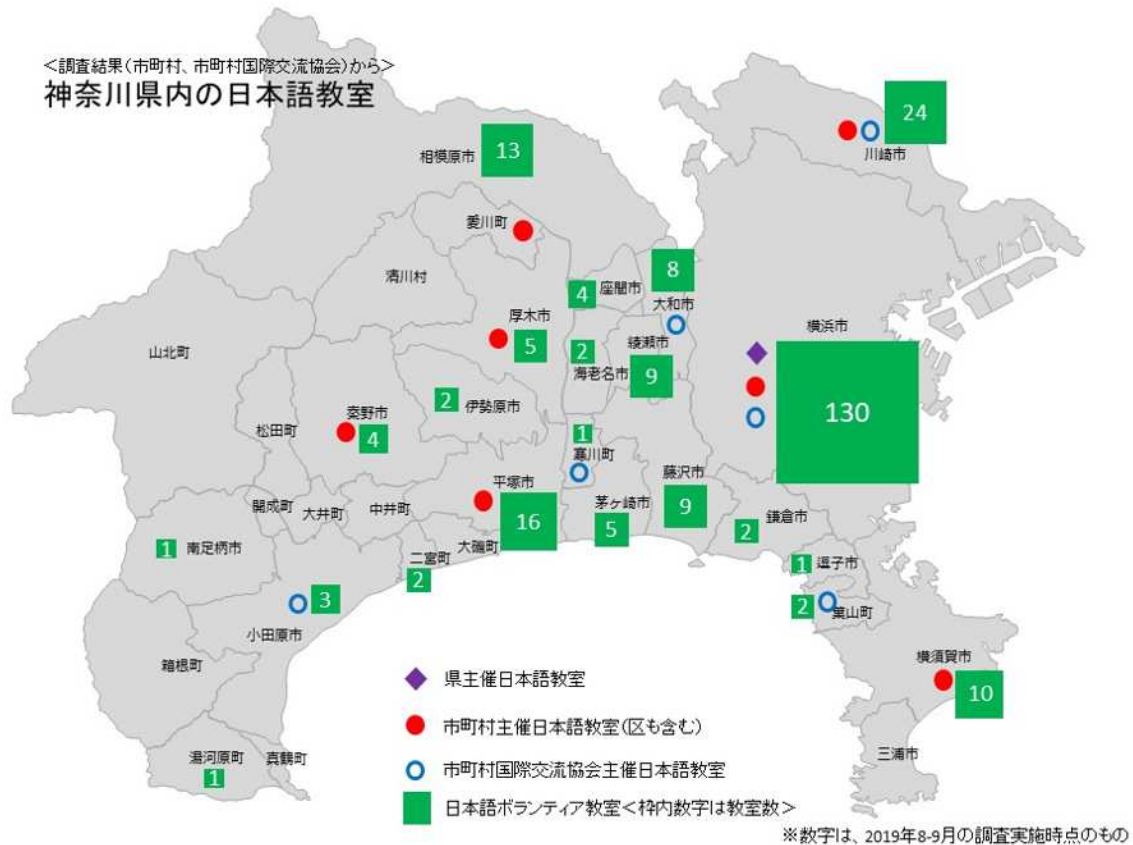 <調査結果(市町村、市町村国際交流協会)から>
神奈川県内の日本語教室
24
川崎市
13
相模原市
愛川町
清川村
8
座間市
4
大和市
厚木市
5
横浜市
綾瀬市
2
海老名市
9
山北町
130
2
伊勢原市
秦野市
4
松田町
1
寒川町
平塚市
16
藤沢市
9
茅ヶ崎市
5
開成町
大井町
中井町
鎌倉市
2
大磯町
二宮町
2
1
南足柄市
1
逗子市
3
小田原市
2
葉山町
箱根町
横須賀市
10
三浦市
湯河原町
1
真鶴町
県主催日本語教室
市町村主催日本語教室(区も含む)
市町村国際交流協会主催日本語教室
日本語ボランティア教室<枠内数字は教室数>
※数字は、2019年8-9月の調査実施時点のもの